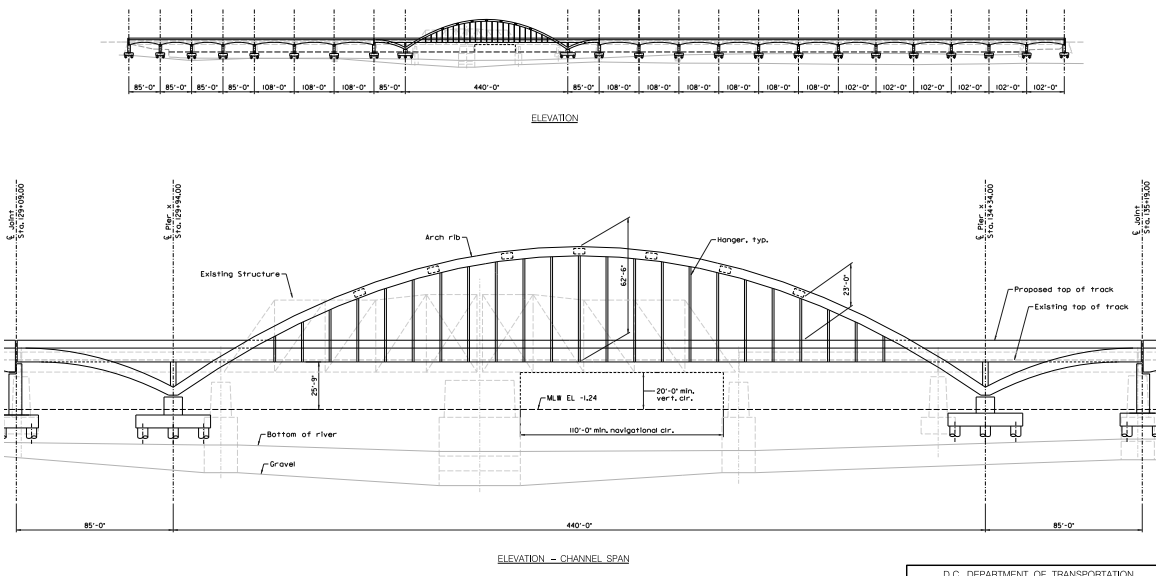 85'-0" 85'-0" 85'-0" 85'-0" 108'-0" 108'-0" 108'-0" 85'-0" 440'-0" 85'-0" 108'-0" 108'-0" 108'-0" 108'-0" 108'-0" 108'-0" 102'-0" 102'-0" 102'-0" 102'-0" 102'-0" 102'-0"
ELEVATION
℄ Joint
Sta. 129+09.00
℄ Pier x
Sta. 129+94.00
℄ Pier x
Sta. 134+34.00
℄ Joint
Sta. 135+19.00
Arch rib
Hanger, typ.
Existing Structure
62'-6"
23'-0"
Proposed top of track
Existing top of track
25'-9"
MLW EL -1.24
20'-0" min.
vert. clr.
110'-0" min. navigational clr.
Bottom of river
Gravel
85'-0" 440'-0" 85'-0"
ELEVATION - CHANNEL SPAN
D.C. DEPARTMENT OF TRANSPORTATION